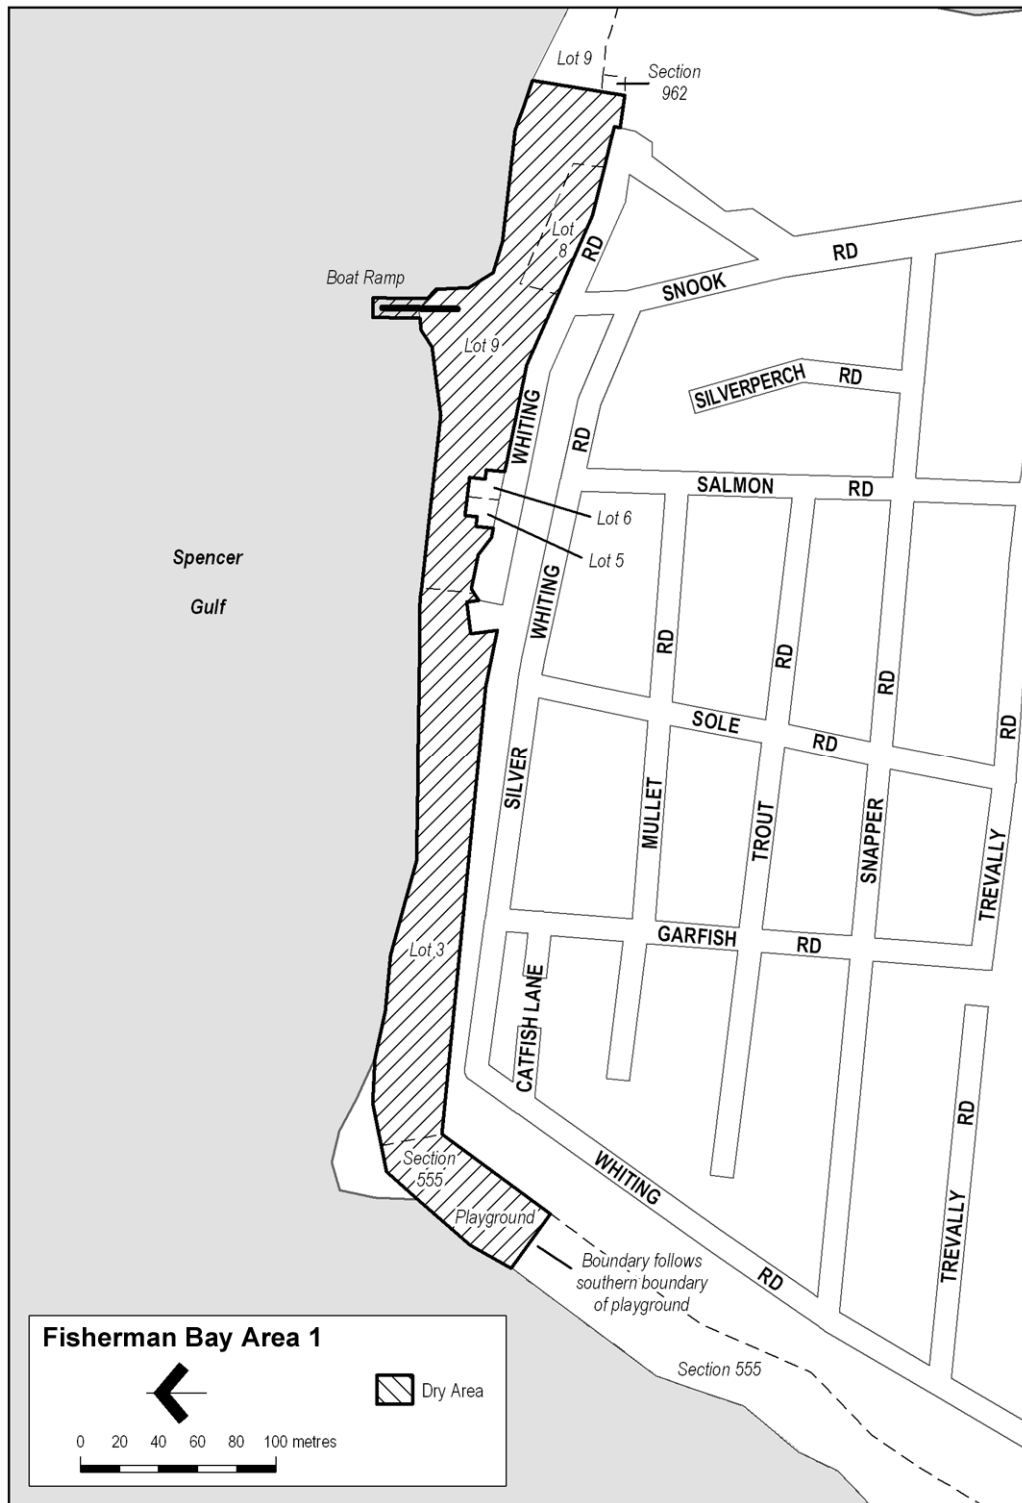 Lot 9
Section
962
Lot
8
RD
RD
SNOOK
Boat Ramp
Lot 9
SILVERPERCH
RD
WHITING
RD
SALMON
RD
Lot 6
Lot 5
Spencer
Gulf
WHITING
RD
RD
RD
RD
SOLE
RD
SILVER
MULLET
TROUT
SNAPPER
TREVALLY
GARFISH
RD
Lot 3
CATFISH LANE
RD
Section
555
WHITING
Playground
TREVALLY
Boundary follows
southern boundary
of playground
RD
Section 555
Fisherman Bay Area 1
Dry Area
0 20 40 60 80 100 metres